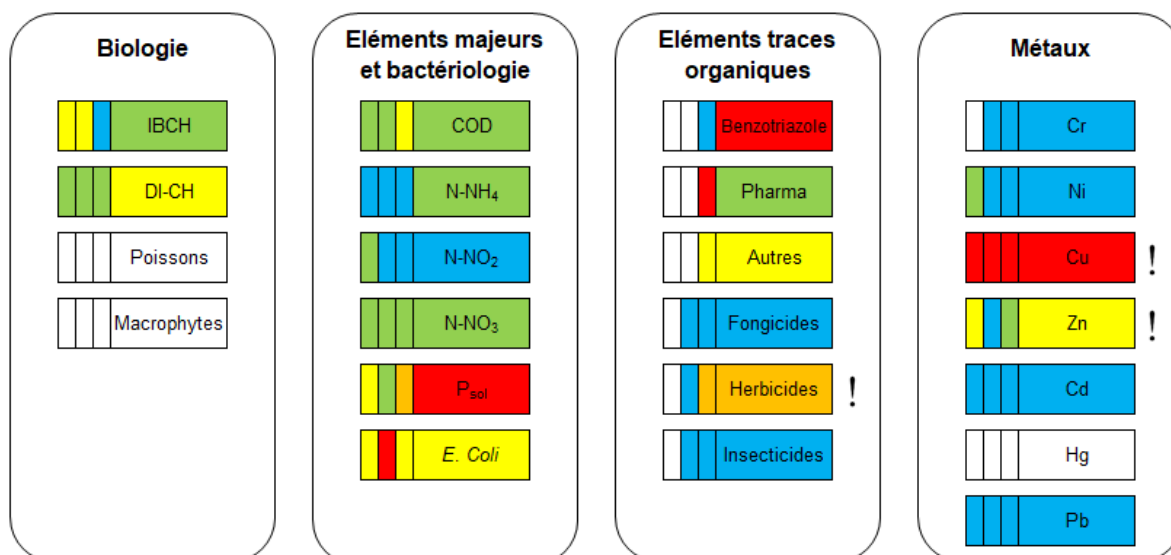 Biologie
IBCH
DI-CH
Poissons
Macrophytes
Eléments majeurs
et bactériologie
COD
N-NH₄
N-NO₂
N-NO₃
Psol
E. Coli
Eléments traces
organiques
Benzotriazole
Pharma
Autres
Fongicides
Herbicides !
Insecticides
Métaux
Cr
Ni
Cu !
Zn !
Cd
Hg
Pb